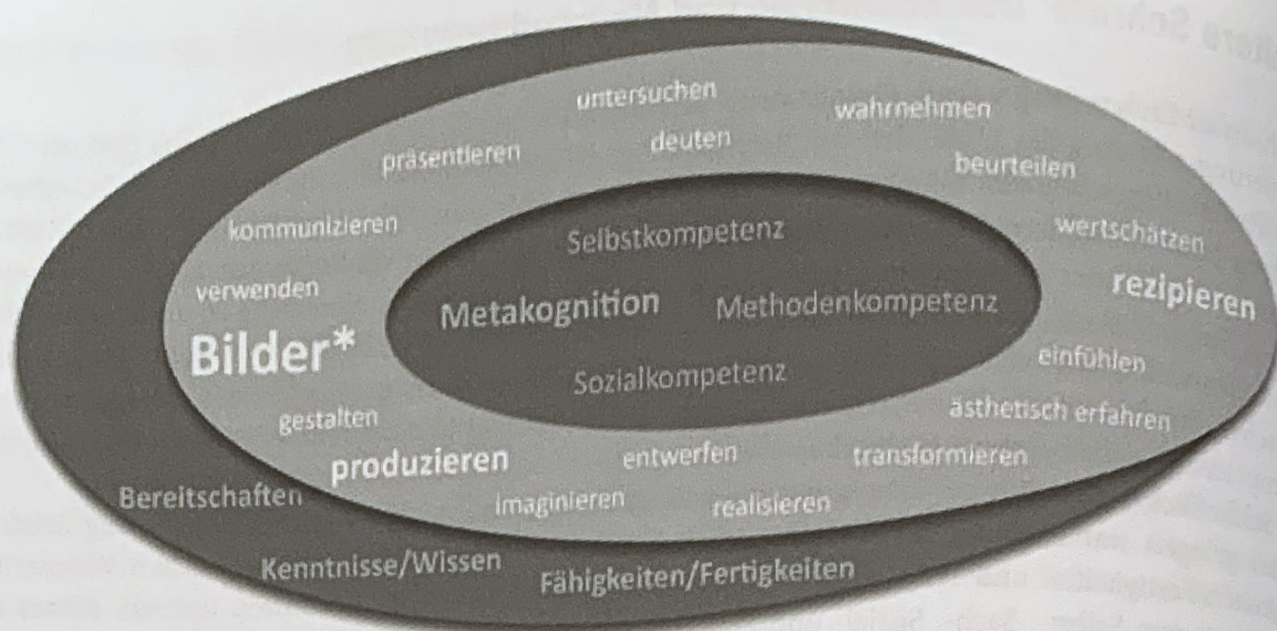 untersuchen
wahrnehmen
präsentieren
deuten
beurteilen
kommunizieren
Selbstkompetenz
wertschätzen
verwenden
Metakognition
Methodenkompetenz
rezipieren
Bilder*
Sozialkompetenz
einfühlen
gestalten
ästhetisch erfahren
produzieren
entwerfen
transformieren
Bereitschaften
imaginieren
realisieren
Kenntnisse/Wissen
Fähigkeiten/Fertigkeiten